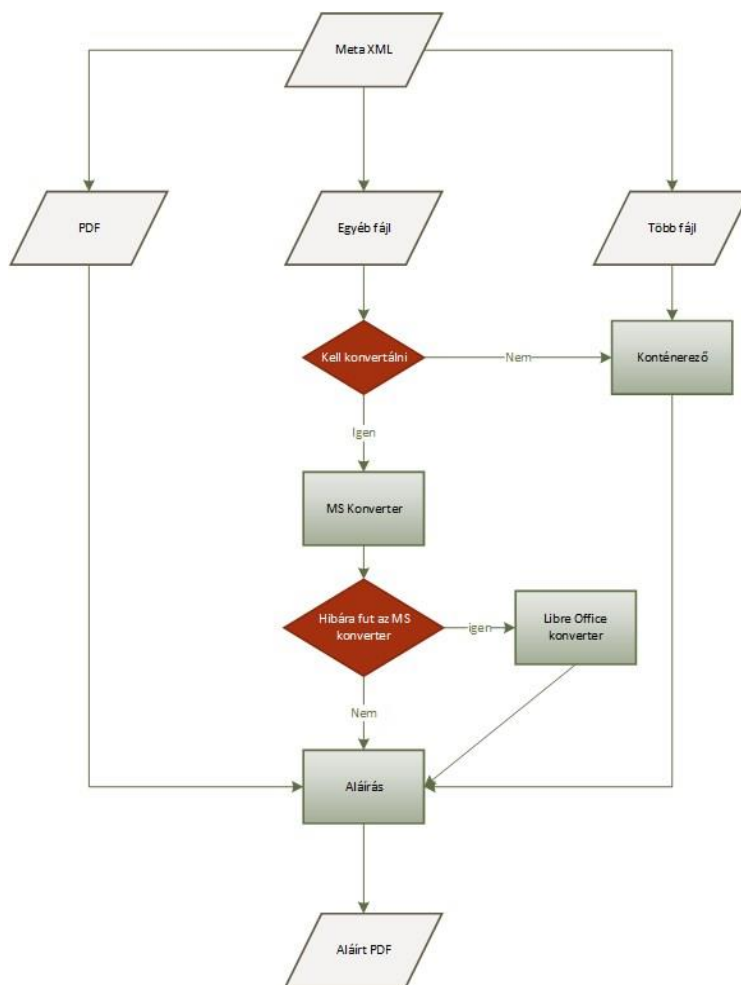 Meta XML
PDF
Egyéb fájl
Több fájl
Kell konvertálni
Nem
Konténerező
Igen
MS Konverter
Hibára fut az MS
konverter
igen
Libre Office
konverter
Nem
Aláírás
Aláírt PDF